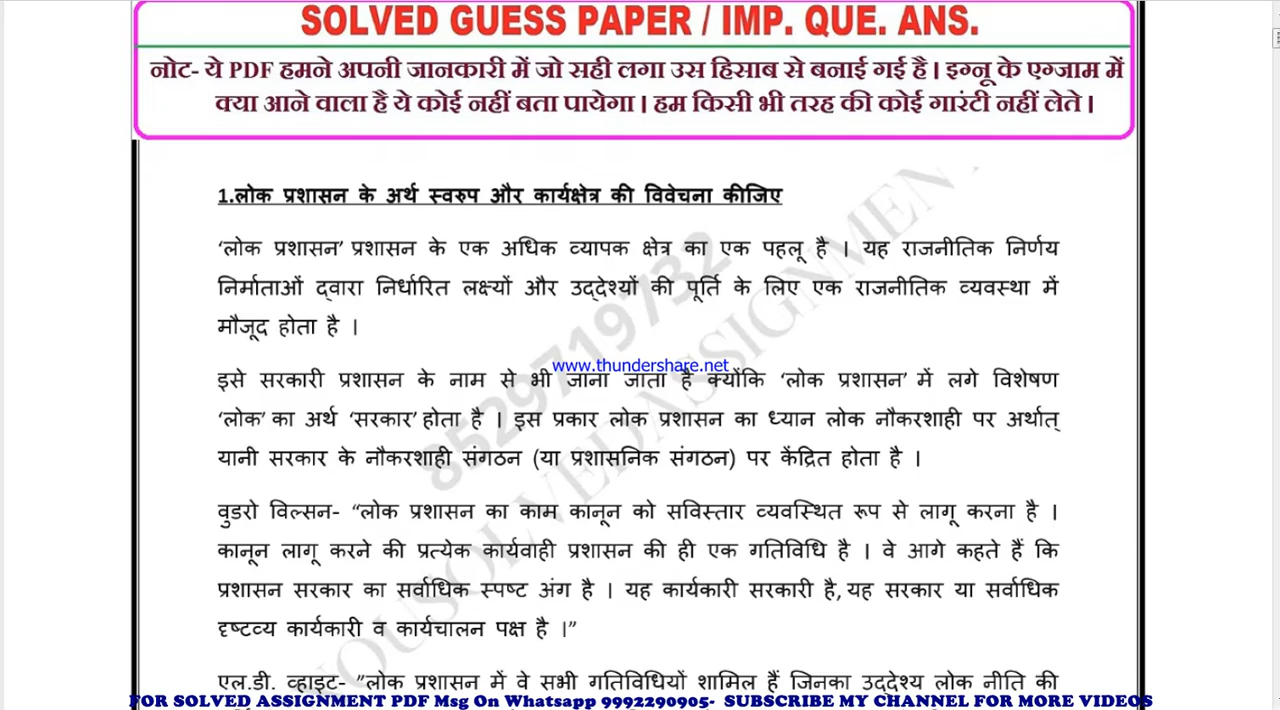 SOLVED GUESS PAPER / IMP. QUE. ANS.
नोट- ये PDF हमने अपनी जानकारी में जो सही लगा उस हिसाब से बनाई गई है। इग्नू के एग्जाम में
क्या आने वाला है ये कोई नहीं बता पायेगा। हम किसी भी तरह की कोई गारंटी नहीं लेते।
1.लोक प्रशासन के अर्थ स्वरुप और कार्यक्षेत्र की विवेचना कीजिए
'लोक प्रशासन' प्रशासन के एक अधिक व्यापक क्षेत्र का एक पहलू है । यह राजनीतिक निर्णय
निर्माताओं द्वारा निर्धारित लक्ष्यों और उद्देश्यों की पूर्ति के लिए एक राजनीतिक व्यवस्था में
मौजूद होता है ।
www.thundershare.net
इसे सरकारी प्रशासन के नाम से भी जाना जाता है क्योंकि 'लोक प्रशासन' में लगे विशेषण
'लोक' का अर्थ 'सरकार' होता है । इस प्रकार लोक प्रशासन का ध्यान लोक नौकरशाही पर अर्थात्
यानी सरकार के नौकरशाही संगठन (या प्रशासनिक संगठन) पर केंद्रित होता है ।
वुडरो विल्सन- "लोक प्रशासन का काम कानून को सविस्तार व्यवस्थित रूप से लागू करना है ।
कानून लागू करने की प्रत्येक कार्यवाही प्रशासन की ही एक गतिविधि है । वे आगे कहते हैं कि
प्रशासन सरकार का सर्वाधिक स्पष्ट अंग है । यह कार्यकारी सरकारी है, यह सरकार या सर्वाधिक
दृष्टव्य कार्यकारी व कार्यचालन पक्ष है ।"
एल.डी. व्हाइट- "लोक प्रशासन में वे सभी गतिविधियों शामिल हैं जिनका उद्देश्य लोक नीति की
8529719732
OUSOLVEDASSIGNMENT
FOR SOLVED ASSIGNMENT PDF Msg On Whatsapp 9992290905- SUBSCRIBE MY CHANNEL FOR MORE VIDEOS